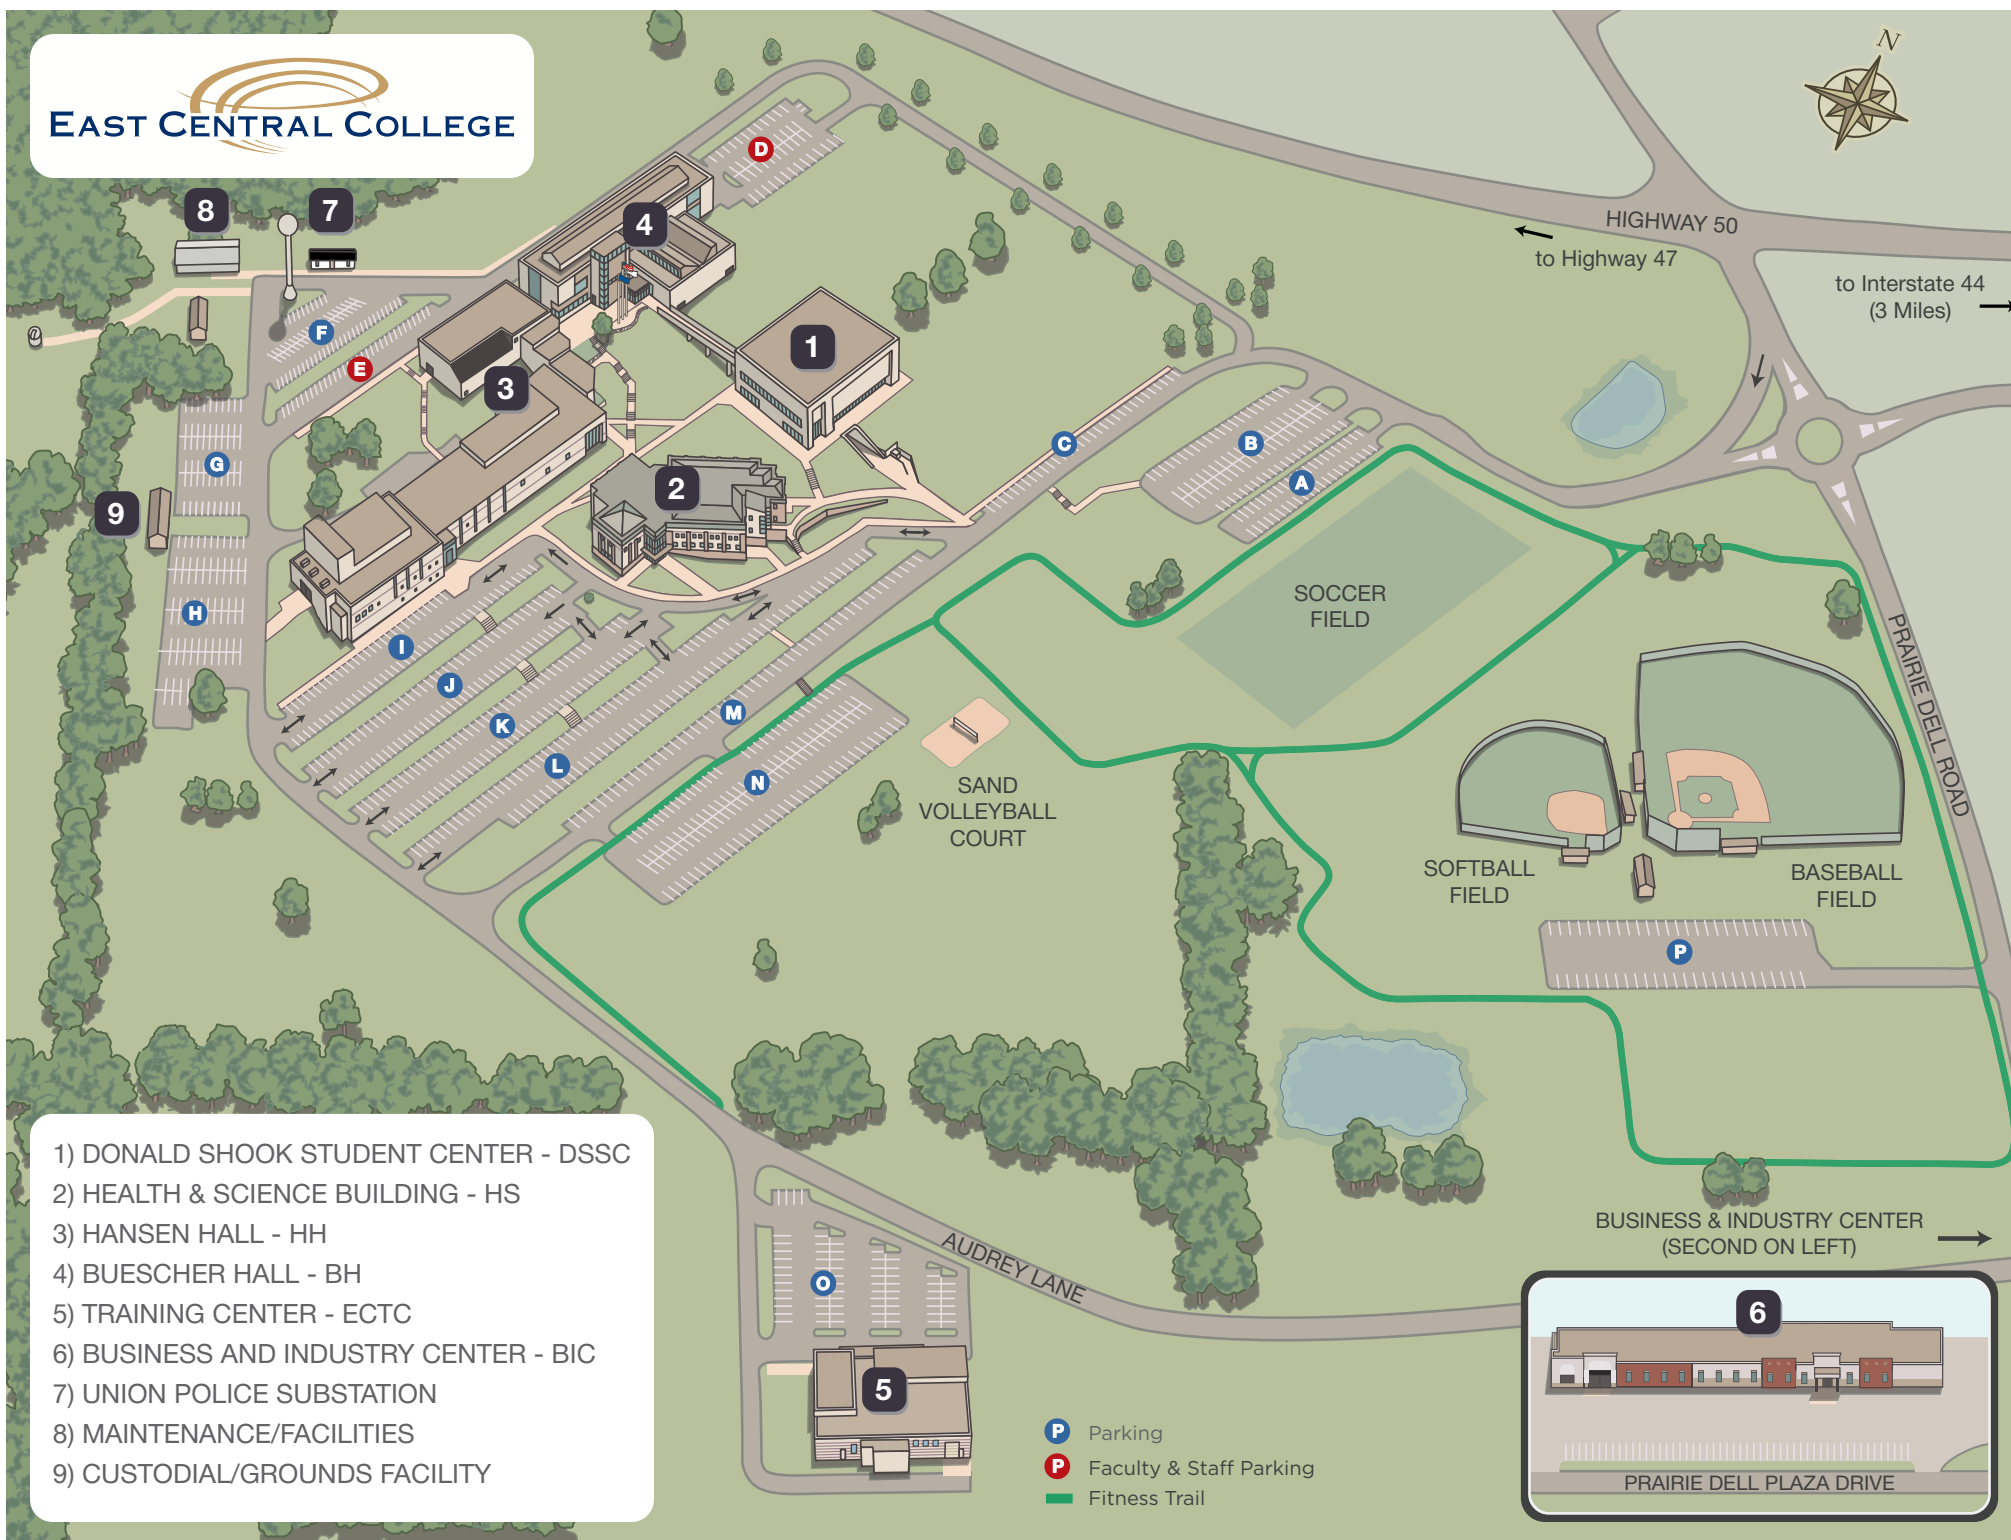 EAST CENTRAL COLLEGE
N
D
8
7
4
HIGHWAY 50
to Highway 47
to Interstate 44
(3 Miles)
F
E
1
3
G
C
B
A
2
9
H
SOCCER
FIELD
I
J
K
L
M
N
PRAIRIE DELL ROAD
SAND
VOLLEYBALL
COURT
SOFTBALL
FIELD
BASEBALL
FIELD
P
1) DONALD SHOOK STUDENT CENTER - DSSC
2) HEALTH & SCIENCE BUILDING - HS
3) HANSEN HALL - HH
4) BUESCHER HALL - BH
5) TRAINING CENTER - ECTC
6) BUSINESS AND INDUSTRY CENTER - BIC
7) UNION POLICE SUBSTATION
8) MAINTENANCE/FACILITIES
9) CUSTODIAL/GROUNDS FACILITY
AUDREY LANE
O
5
BUSINESS & INDUSTRY CENTER
(SECOND ON LEFT)
6
PRAIRIE DELL PLAZA DRIVE
P Parking
P Faculty & Staff Parking
Fitness Trail